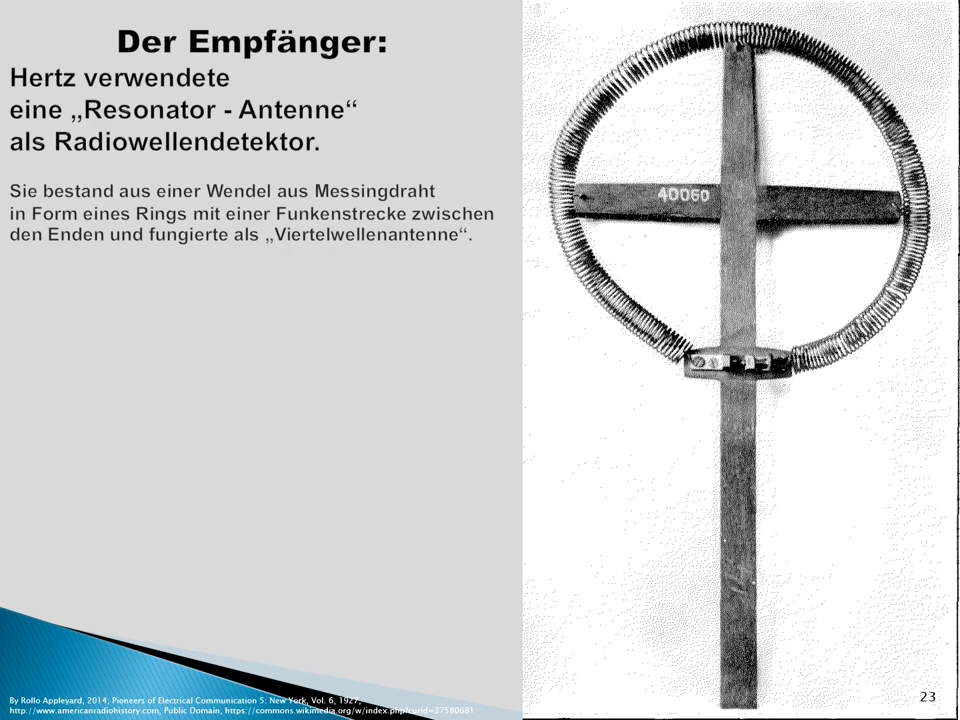 Der Empfänger:
Hertz verwendete
eine „Resonator - Antenne“
als Radiowellendetektor.
Sie bestand aus einer Wendel aus Messingdraht
in Form eines Rings mit einer Funkenstrecke zwischen
den Enden und fungierte als „Viertelwellenantenne“.
40060
By Rollo Appleyard, 2014; Pioneers of Electrical Communication 5: New York, Vol. 6, 1927,
http://www.americanradiohistory.com, Public Domain, https://commons.wikimedia.org/w/index.php?curid=37580681
23